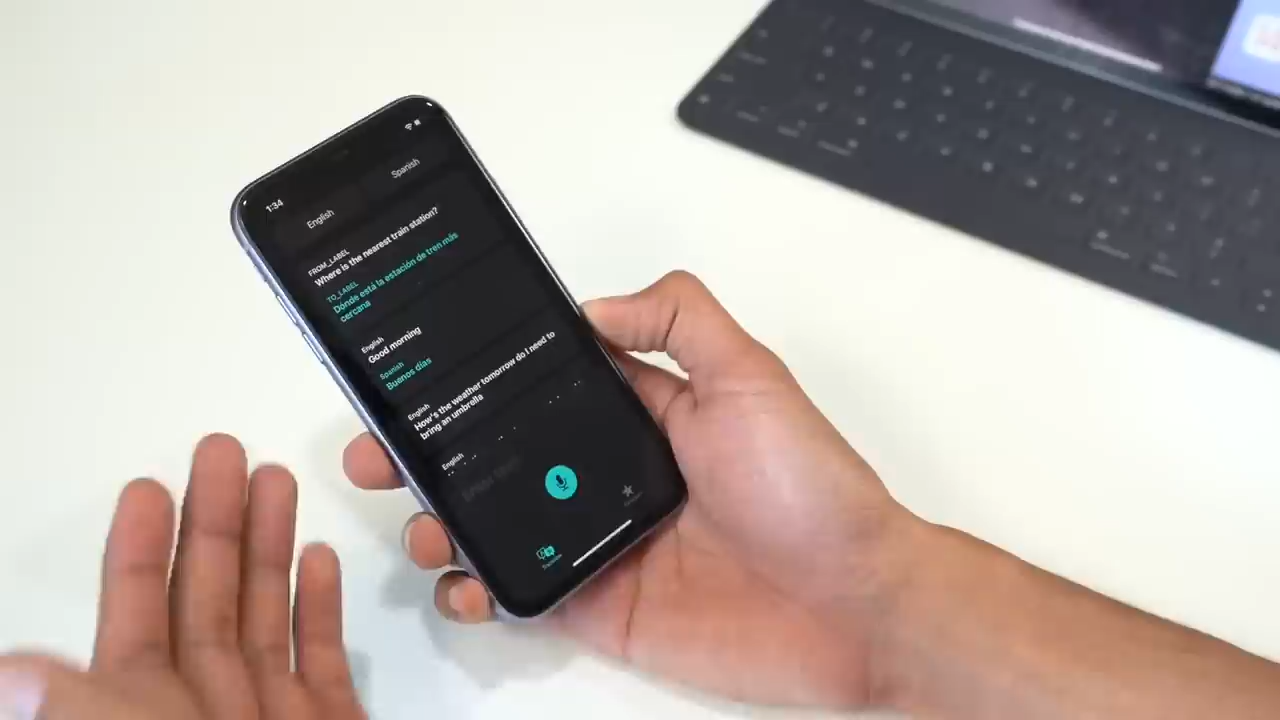 1:34
English
Spanish
FROM_LABEL
Where is the nearest train station?
TO_LABEL
Dónde está la estación de tren más
cercana
English
Good morning
Spanish
Buenos días
English
How's the weather tomorrow do I need to
bring an umbrella
English